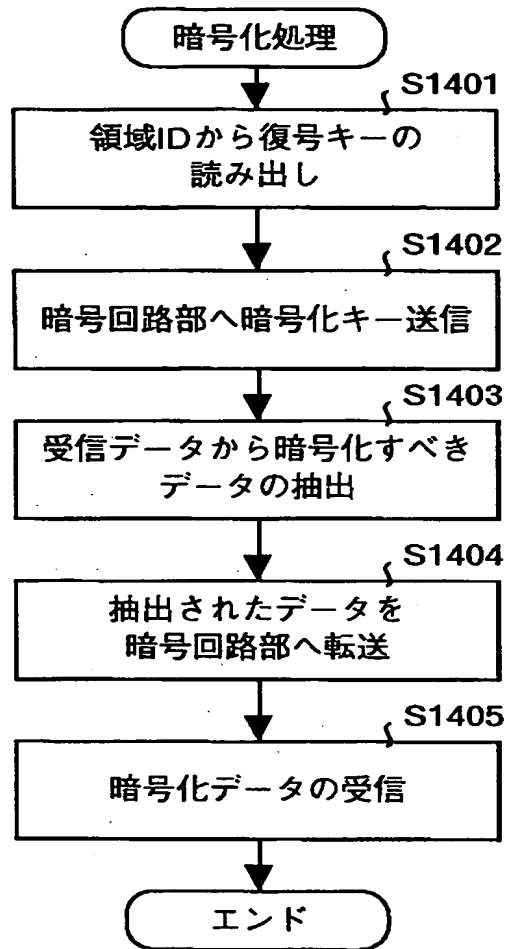 暗号化処理
S1401
領域IDから復号キーの
読み出し
S1402
暗号回路部へ暗号化キー送信
S1403
受信データから暗号化すべき
データの抽出
S1404
抽出されたデータを
暗号回路部へ転送
S1405
暗号化データの受信
エンド